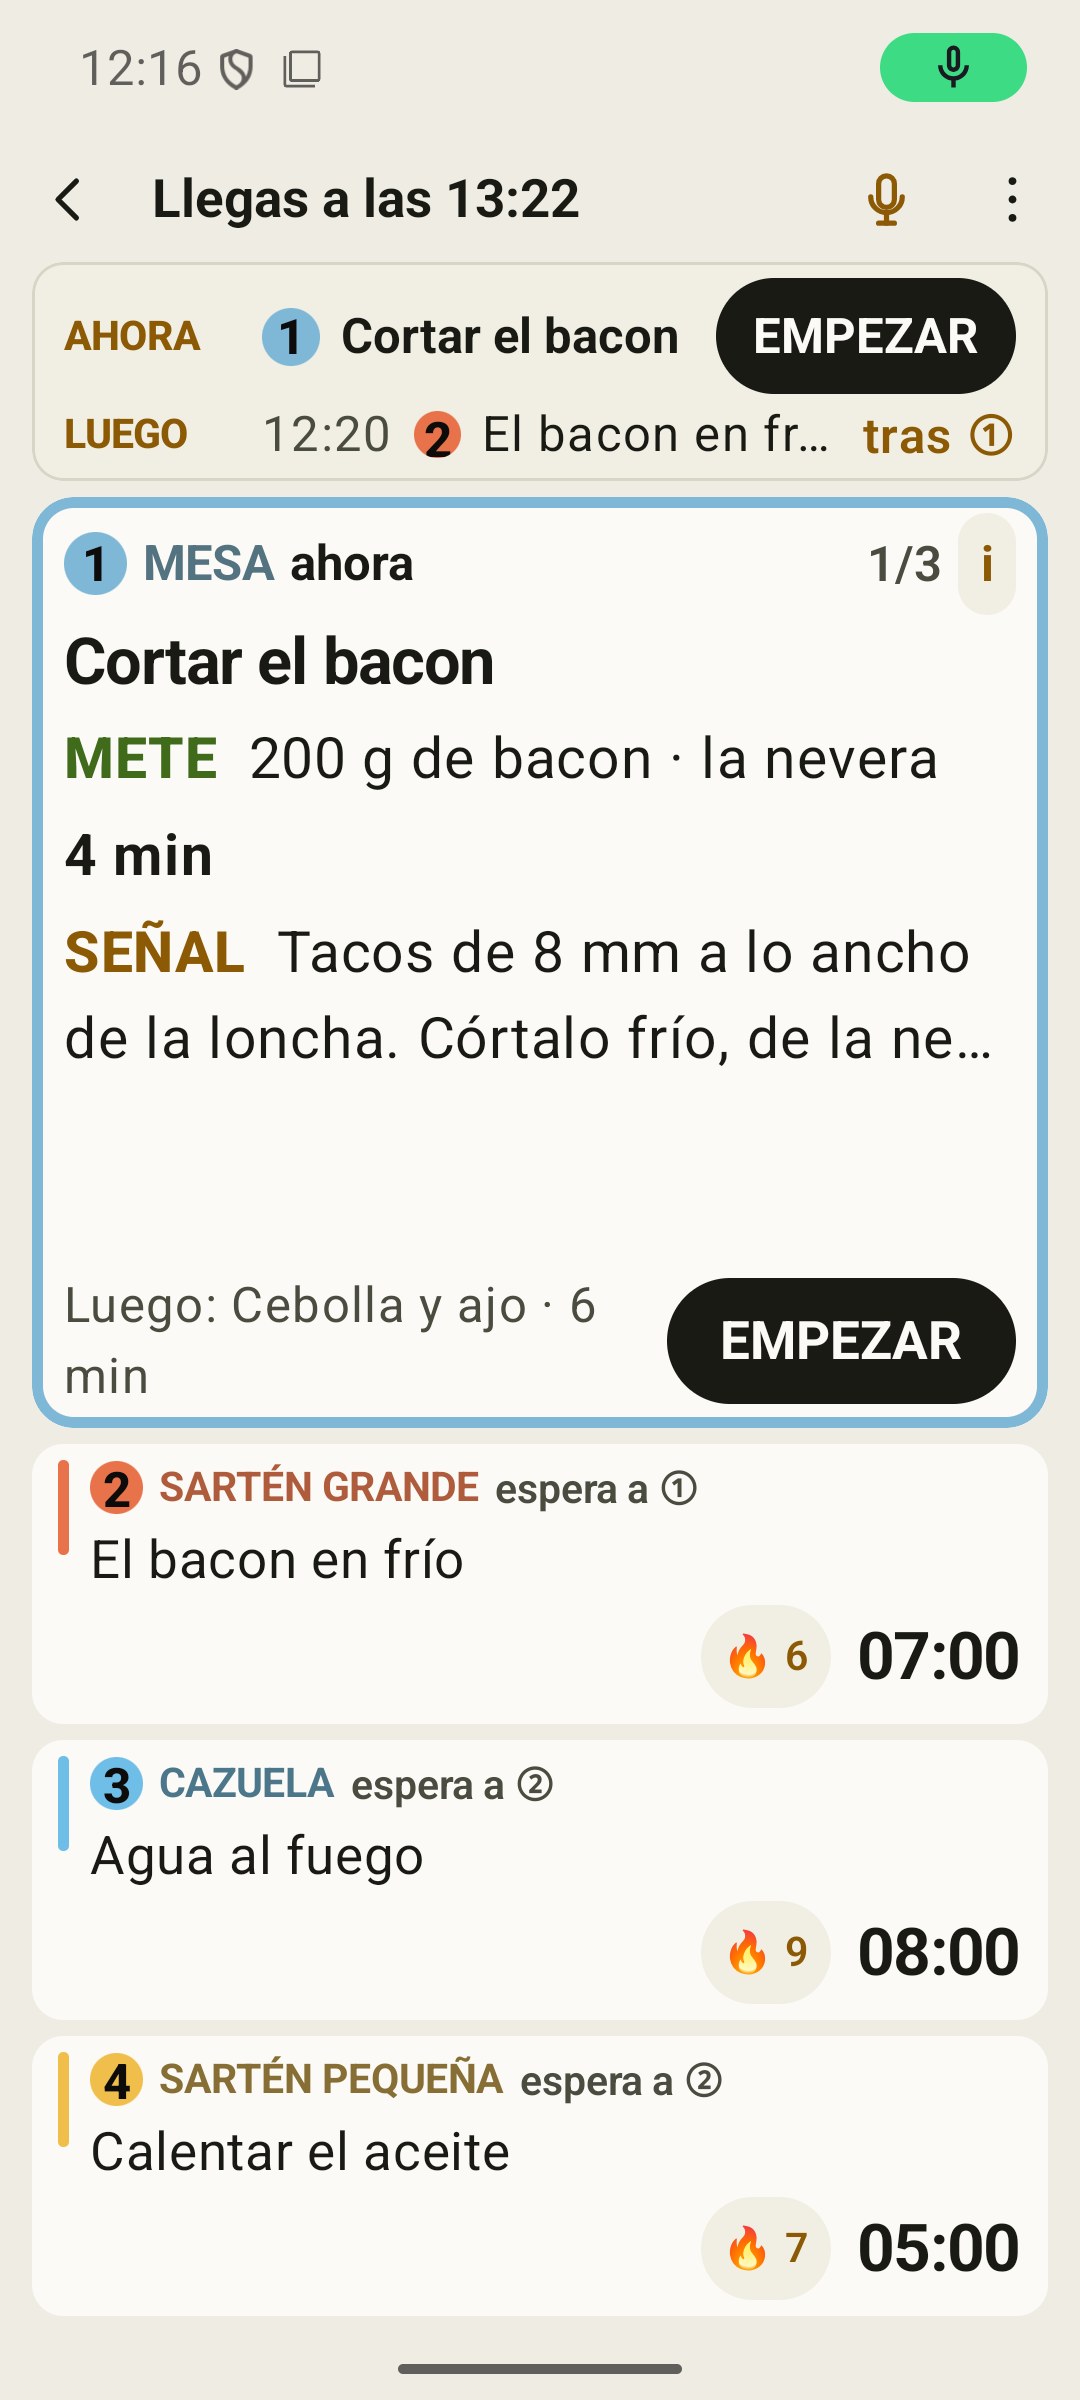 12:16
Llegas a las 13:22
AHORA 1 Cortar el bacon EMPEZAR
LUEGO 12:20 2 El bacon en fr... tras ①
1 MESA ahora 1/3 i
Cortar el bacon
METE 200 g de bacon · la nevera
4 min
SEÑAL Tacos de 8 mm a lo ancho
de la loncha. Córtalo frío, de la ne...
Luego: Cebolla y ajo · 6
min
EMPEZAR
2 SARTÉN GRANDE espera a ①
El bacon en frío
🔥 6 07:00
3 CAZUELA espera a ②
Agua al fuego
🔥 9 08:00
4 SARTÉN PEQUEÑA espera a ②
Calentar el aceite
🔥 7 05:00